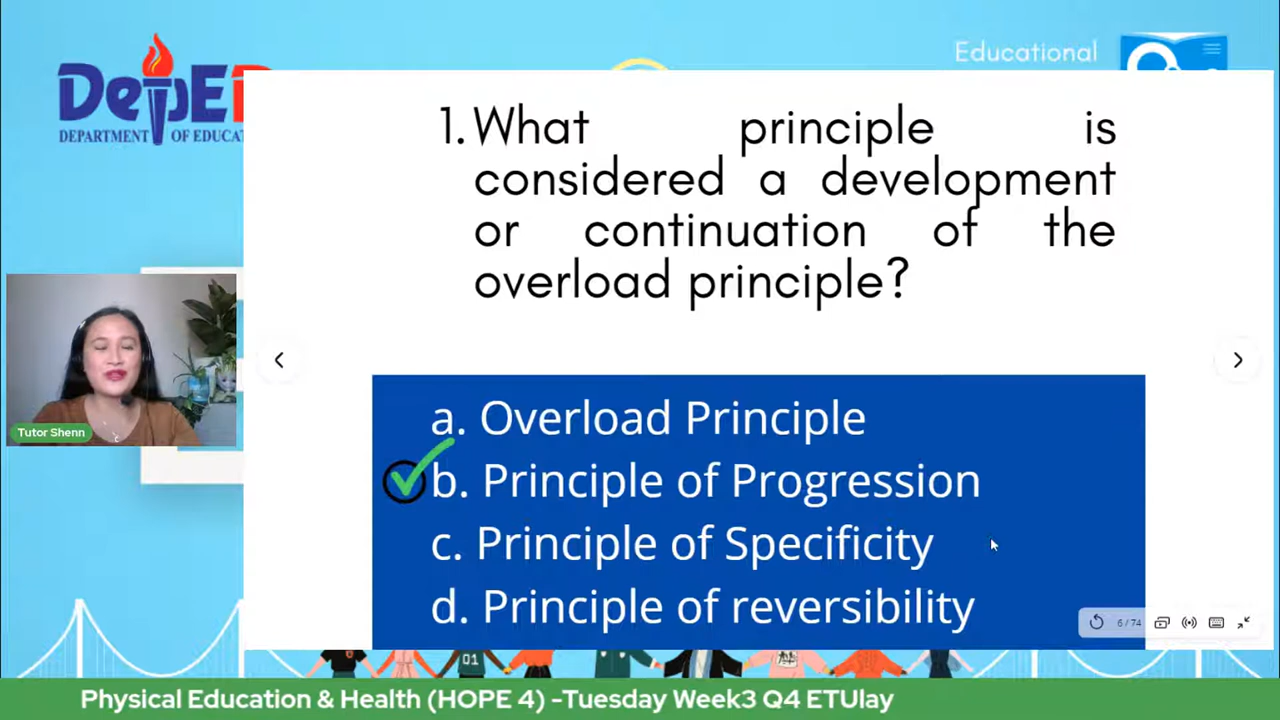 Educational
DepE
DEPARTMENT OF EDUCAT
1. What principle is
considered a development
or continuation of the
overload principle?
a. Overload Principle
b. Principle of Progression
c. Principle of Specificity
d. Principle of reversibility
Tutor Shenn
6 / 74
01
Physical Education & Health (HOPE 4) -Tuesday Week3 Q4 ETUlay